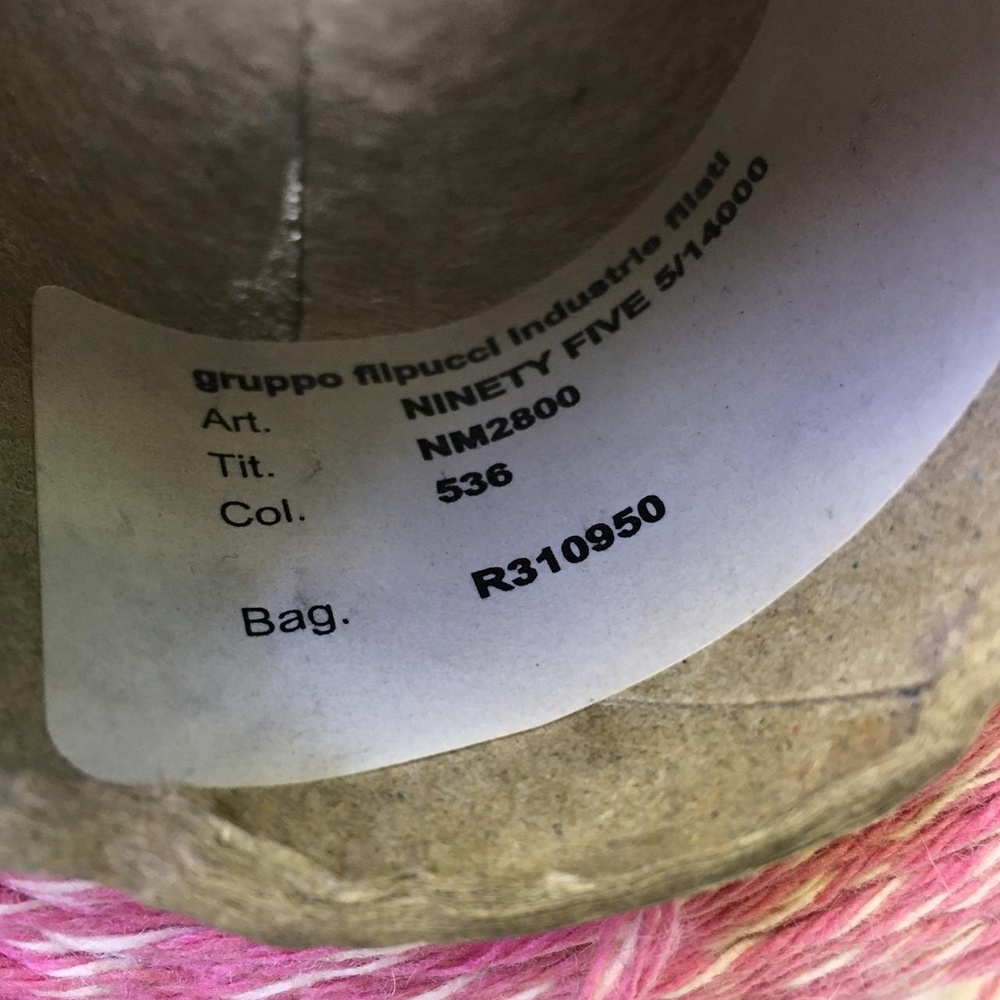 gruppo filpucci industrie filati
Art. NINETY FIVE 5/14000
Tit. NM2800
Col. 536
Bag. R310950